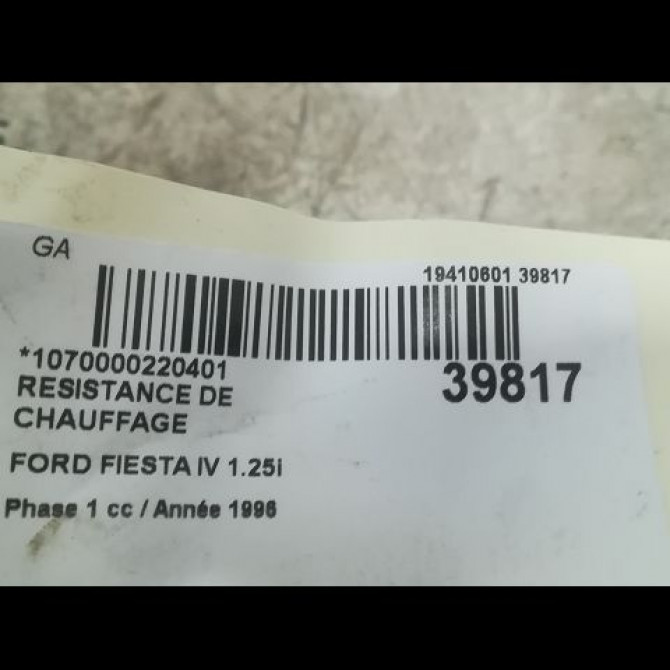 GA
19410601 39817
*1070000220401
39817
RESISTANCE DE
CHAUFFAGE
FORD FIESTA IV 1.25i
Phase 1 cc / Année 1996